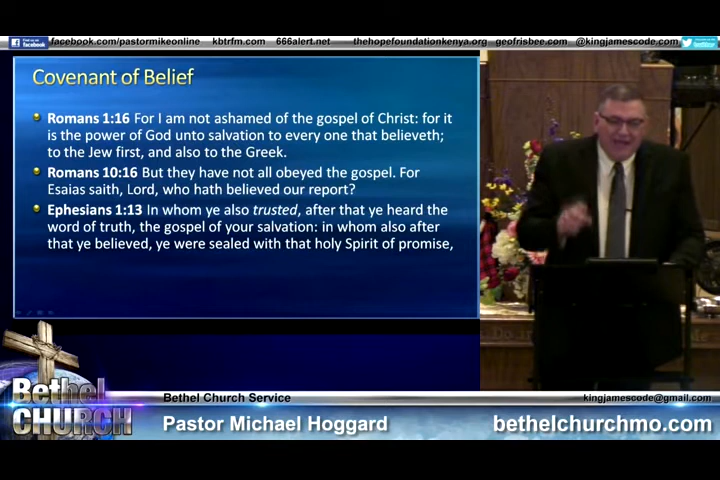 Find us on
facebook
facebook.com/pastormikeonline kbtrfm.com 666alert.net thehopefoundationkenya.org geofrisbee.com @kingjamescode.com
twitter
Covenant of Belief
Romans 1:16 For I am not ashamed of the gospel of Christ: for it
is the power of God unto salvation to every one that believeth;
to the Jew first, and also to the Greek.
Romans 10:16 But they have not all obeyed the gospel. For
Esaias saith, Lord, who hath believed our report?
Ephesians 1:13 In whom ye also trusted, after that ye heard the
word of truth, the gospel of your salvation: in whom also after
that ye believed, ye were sealed with that holy Spirit of promise,
Bethel
CHURCH
Bethel Church Service
kingjamescode@gmail.com
Pastor Michael Hoggard
bethelchurchmo.com